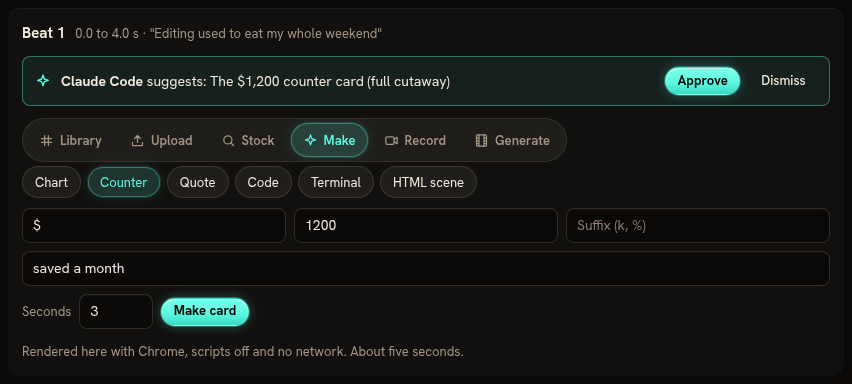 Beat 1 0.0 to 4.0 s · "Editing used to eat my whole weekend"
Claude Code suggests: The $1,200 counter card (full cutaway) Approve Dismiss
Library Upload Stock Make Record Generate
Chart Counter Quote Code Terminal HTML scene
$ 1200 Suffix (k, %)
saved a month
Seconds 3 Make card
Rendered here with Chrome, scripts off and no network. About five seconds.